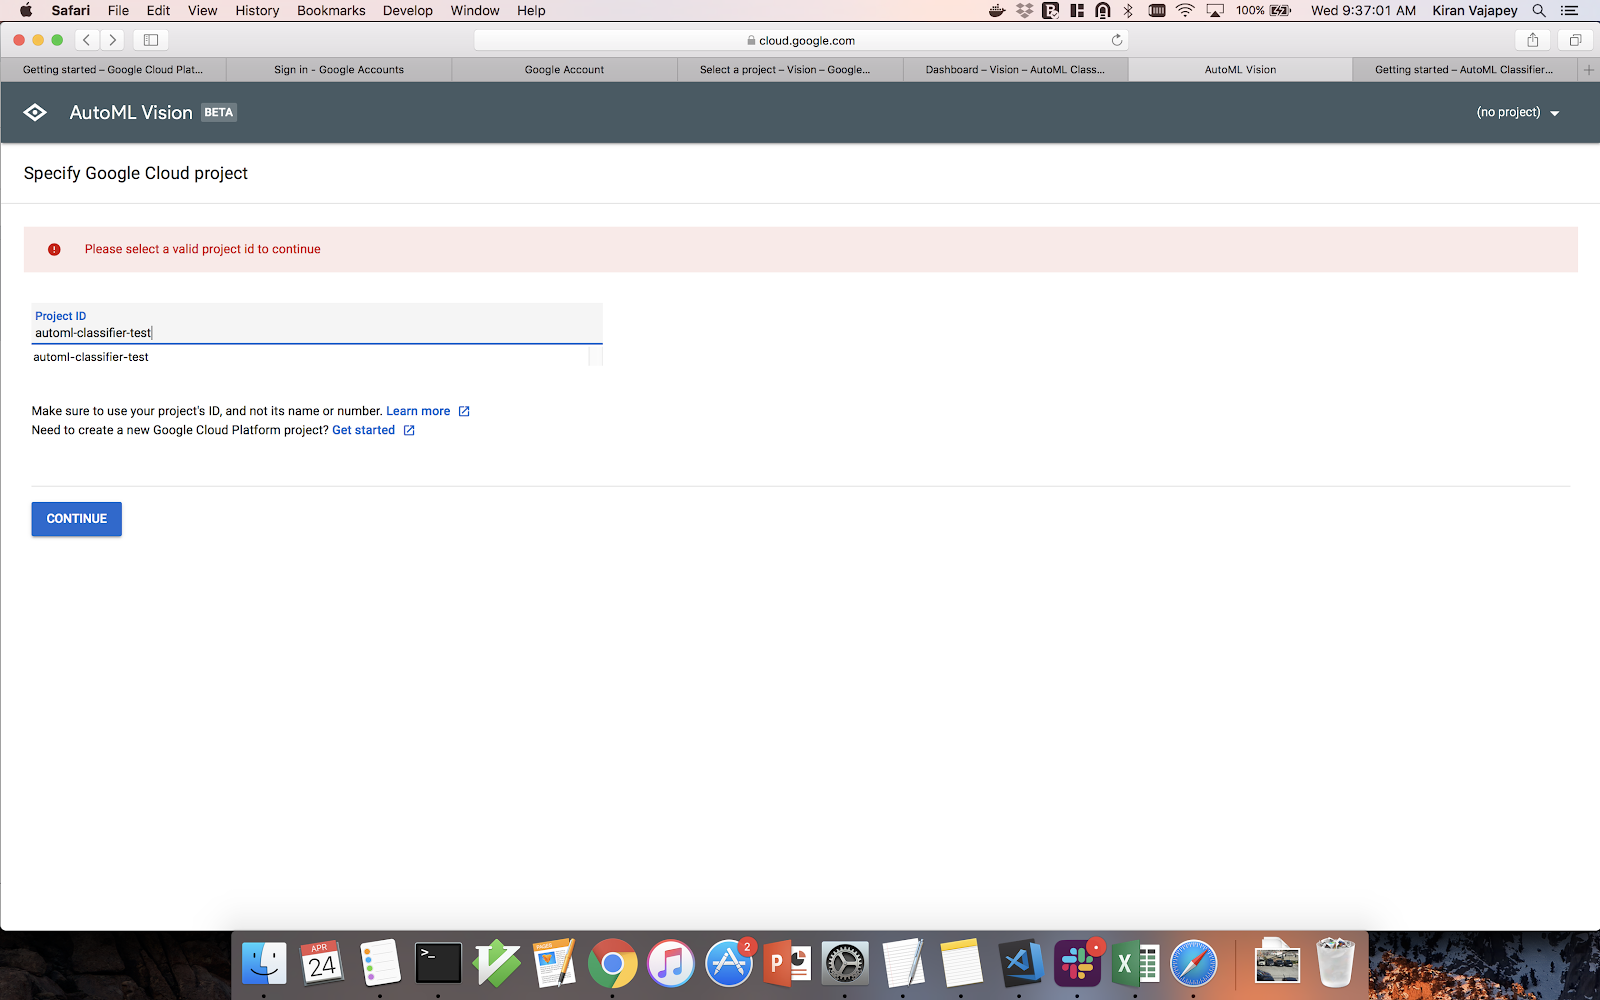 Safari File Edit View History Bookmarks Develop Window Help 100% Wed 9:37:01 AM Kiran Vajapey
cloud.google.com
Getting started – Google Cloud Plat... Sign in - Google Accounts Google Account Select a project – Vision – Google... Dashboard – Vision – AutoML Class... AutoML Vision Getting started – AutoML Classifier...
AutoML Vision BETA (no project)
Specify Google Cloud project
Please select a valid project id to continue
Project ID
automl-classifier-test
automl-classifier-test
Make sure to use your project's ID, and not its name or number. Learn more
Need to create a new Google Cloud Platform project? Get started
CONTINUE
APR
24
>_
PAGES
2
P
X